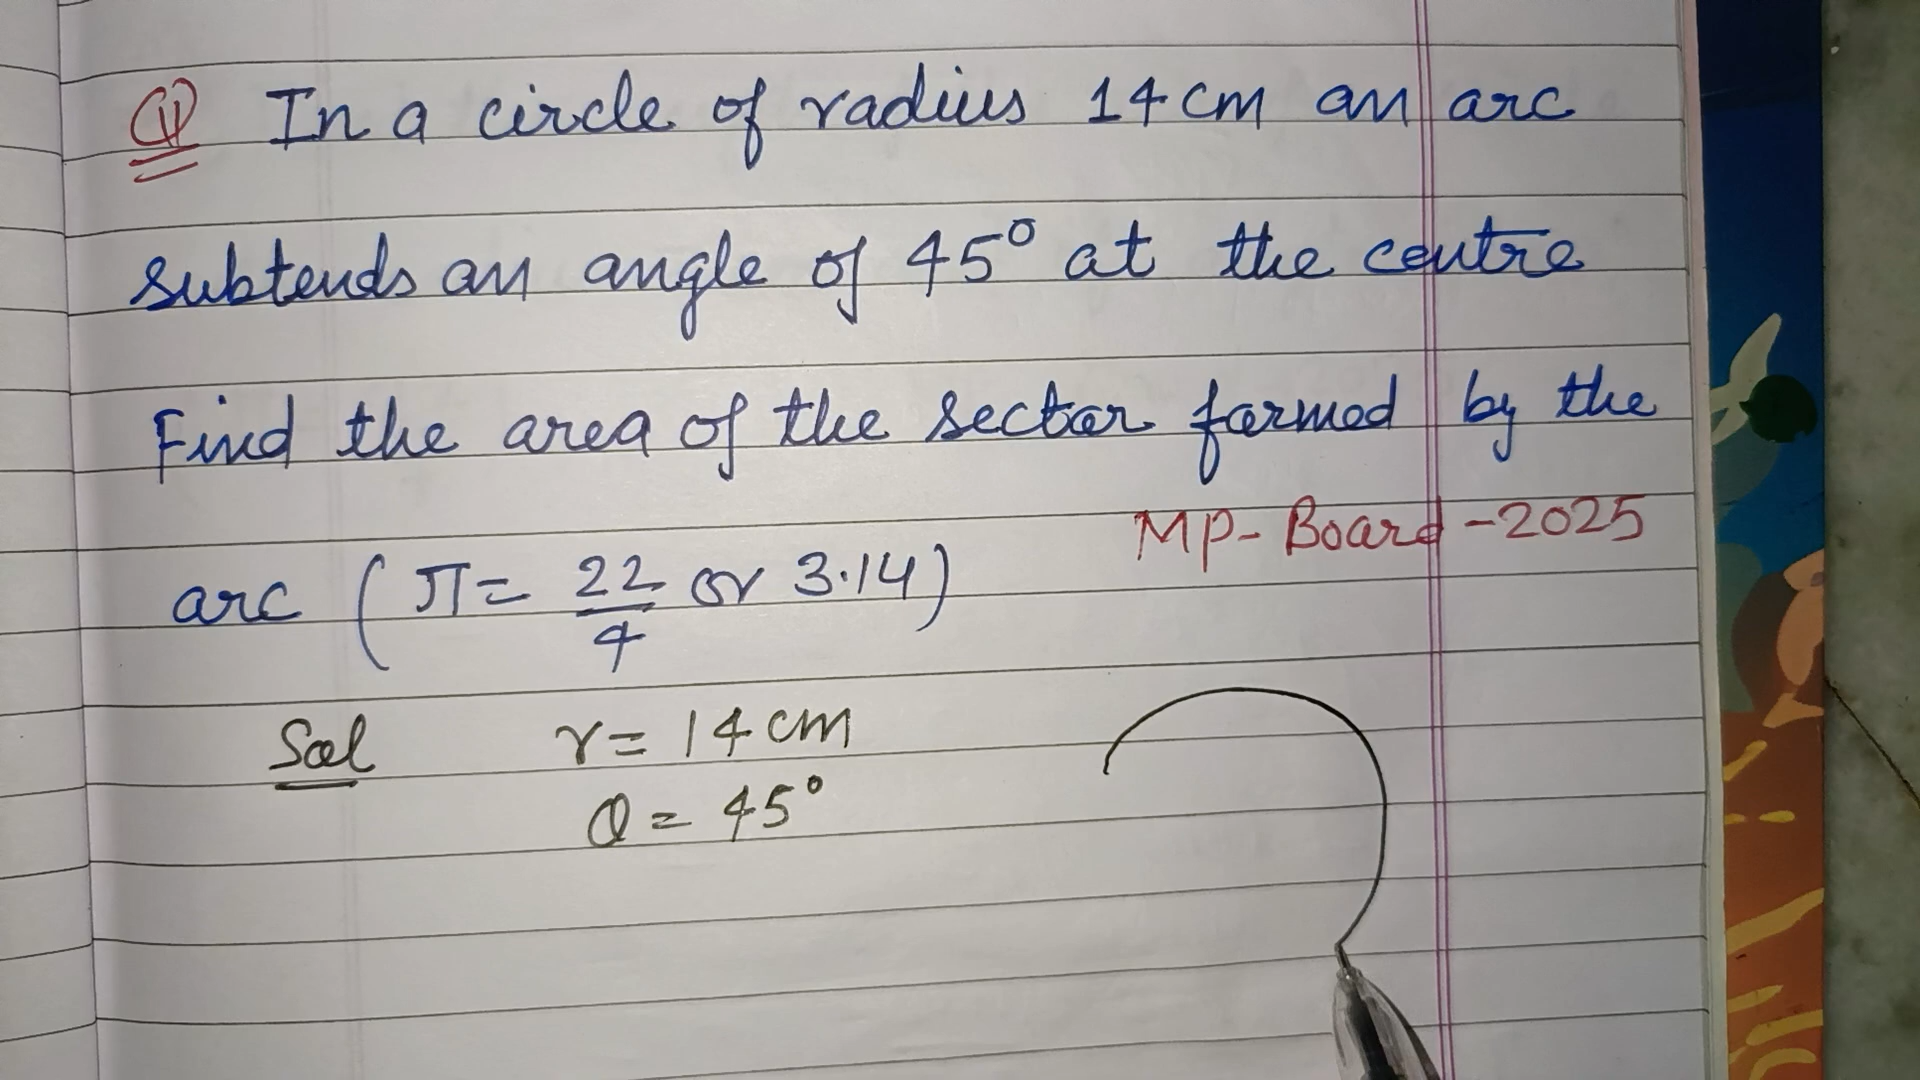 Q1 In a circle of radius 14 cm an arc
subtends an angle of 45° at the centre
Find the area of the sector formed by the
MP-Board-2025
arc (π = 22/4 or 3.14)
Sol r = 14 cm
θ = 45°